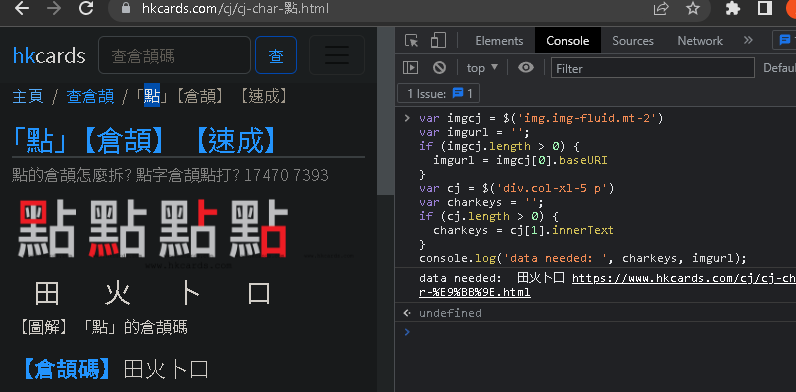 hkcards.com/cj/cj-char-點.html
hkcards
查倉頡碼
查
主頁 / 查倉頡 /「點」【倉頡】【速成】
「點」【倉頡】 【速成】
點的倉頡怎麼拆? 點字倉頡點打? 17470 7393
點 點 點 點
www.hkcards.com
田 火 卜 口
【圖解】「點」的倉頡碼
【倉頡碼】 田火卜口
Elements Console Sources Network » 1
top Filter Defau
1 Issue: 1
> var imgcj = $('img.img-fluid.mt-2')
var imgurl = '';
if (imgcj.length > 0) {
imgurl = imgcj[0].baseURI
}
var cj = $('div.col-xl-5 p')
var charkeys = '';
if (cj.length > 0) {
charkeys = cj[1].innerText
}
console.log('data needed: ', charkeys, imgurl);
data needed: 田火卜口 https://www.hkcards.com/cj/cj-cha
r-%E9%BB%9E.html
undefined
>